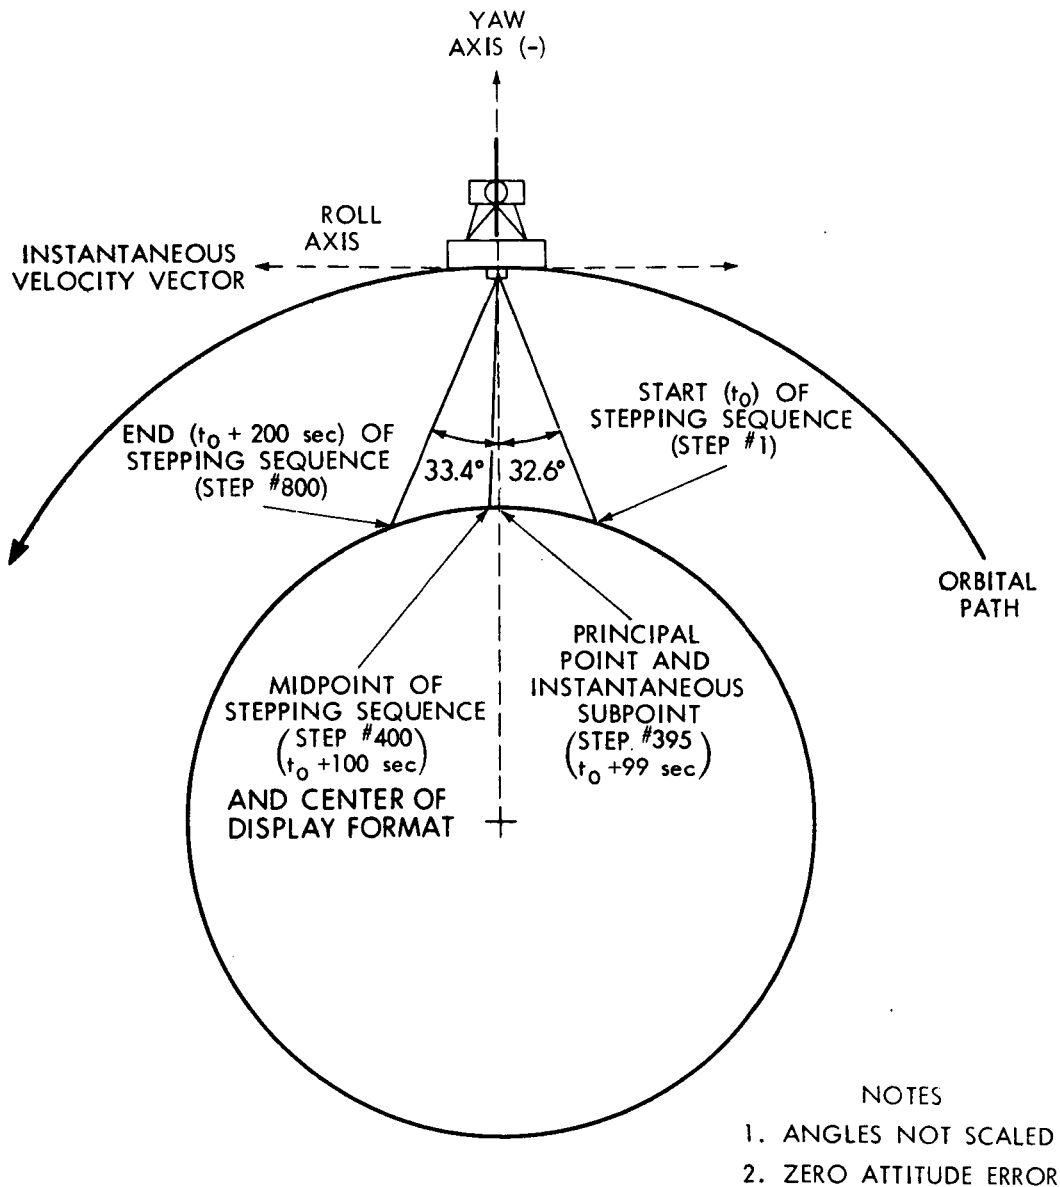 YAW
AXIS (-)
ROLL
AXIS
INSTANTANEOUS
VELOCITY VECTOR
START (t₀) OF
STEPPING SEQUENCE
(STEP #1)
END (t₀ + 200 sec) OF
STEPPING SEQUENCE
(STEP #800)
33.4°
32.6°
ORBITAL
PATH
MIDPOINT OF
STEPPING SEQUENCE
(STEP #400)
(t₀ +100 sec)
AND CENTER OF
DISPLAY FORMAT
PRINCIPAL
POINT AND
INSTANTANEOUS
SUBPOINT
(STEP. #395)
(t₀ +99 sec)
NOTES
1. ANGLES NOT SCALED
2. ZERO ATTITUDE ERROR